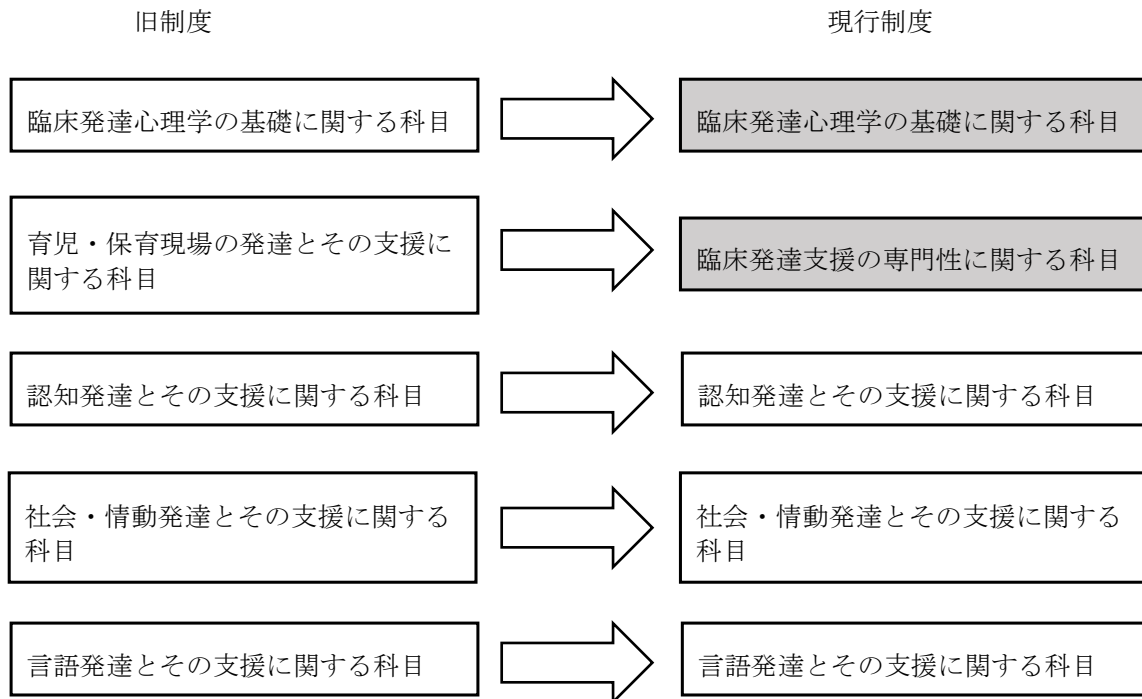 旧制度
現行制度
臨床発達心理学の基礎に関する科目
臨床発達心理学の基礎に関する科目
育児・保育現場の発達とその支援に
関する科目
臨床発達支援の専門性に関する科目
認知発達とその支援に関する科目
認知発達とその支援に関する科目
社会・情動発達とその支援に関する
科目
社会・情動発達とその支援に関する
科目
言語発達とその支援に関する科目
言語発達とその支援に関する科目